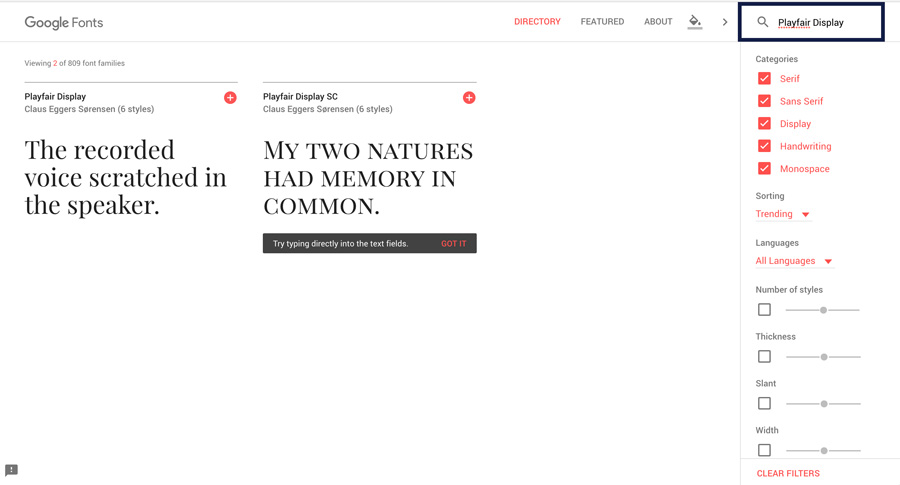 Google Fonts
DIRECTORY
FEATURED
ABOUT
Playfair Display
Viewing 2 of 809 font families
Playfair Display
Claus Eggers Sørensen (6 styles)
The recorded
voice scratched in
the speaker.
Playfair Display SC
Claus Eggers Sørensen (6 styles)
My two natures
had memory in
common.
Try typing directly into the text fields.
GOT IT
Categories
Serif
Sans Serif
Display
Handwriting
Monospace
Sorting
Trending
Languages
All Languages
Number of styles
Thickness
Slant
Width
CLEAR FILTERS